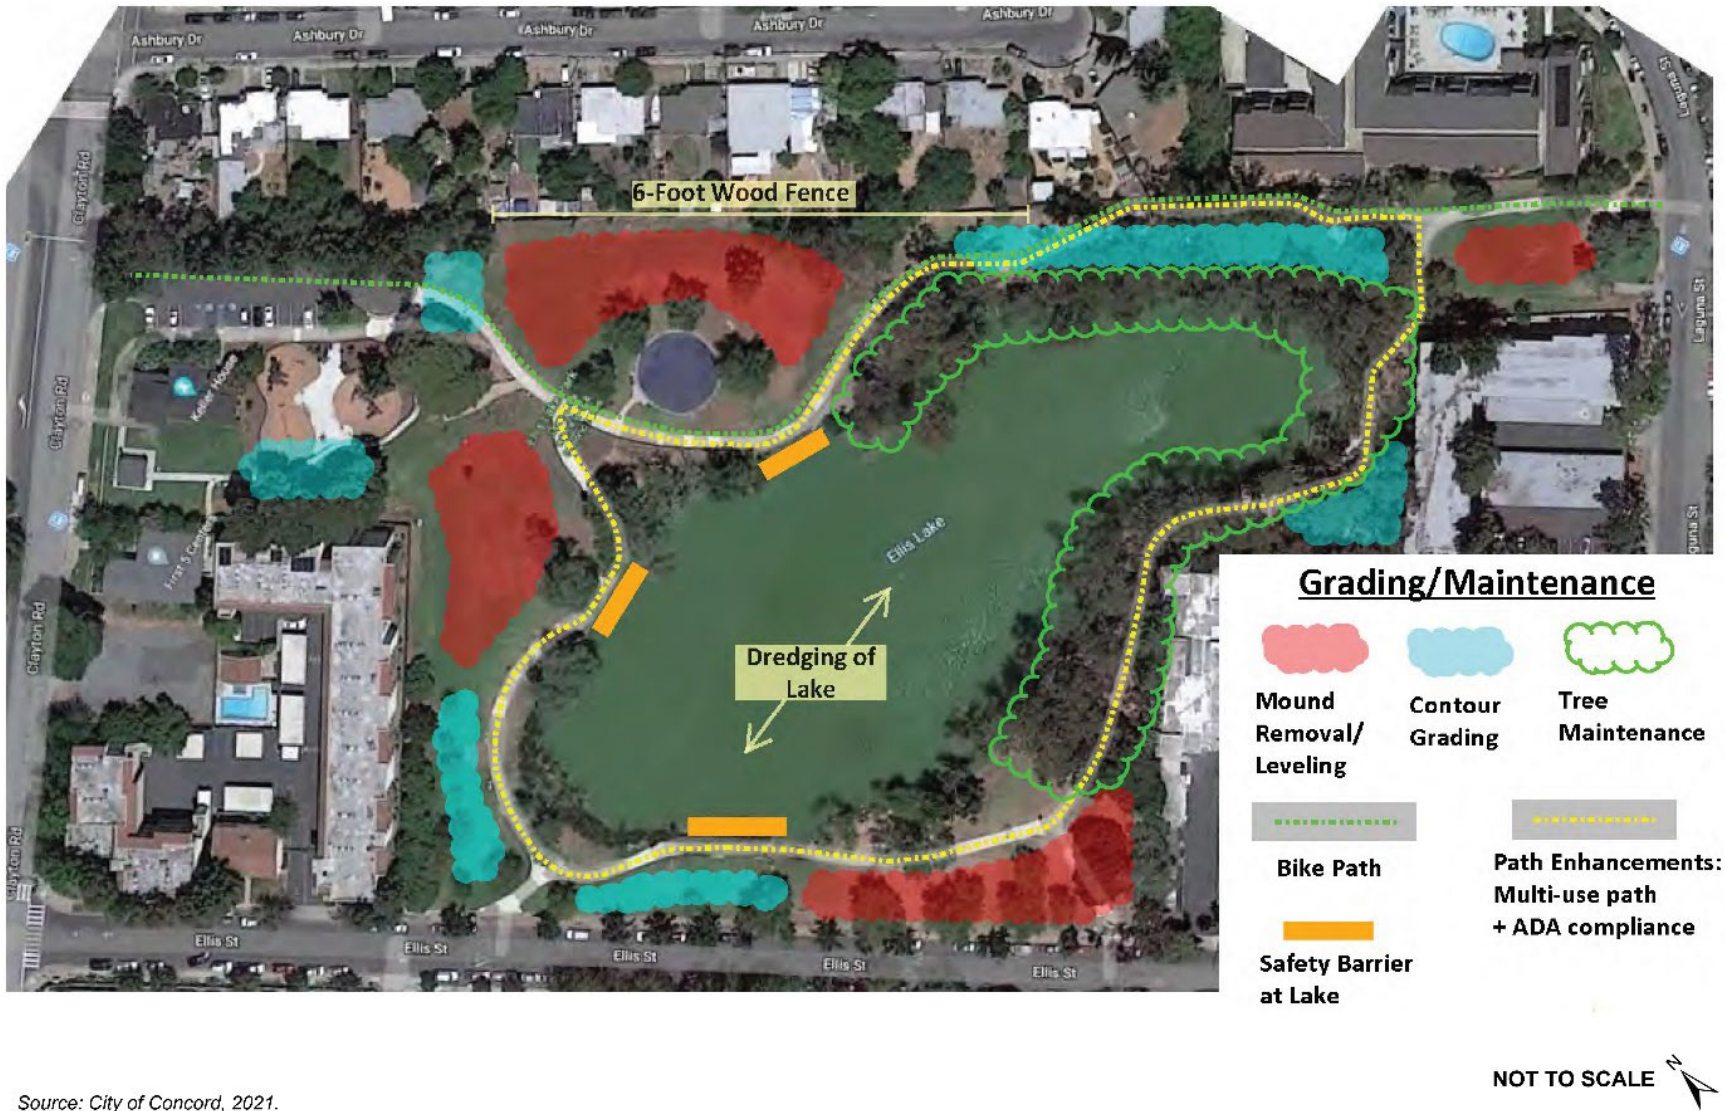 Ashbury Dr
Ashbury Dr
Ashbury Dr
Ashbury Dr
Ashbury Dr
Laguna St
Clayton Rd
6-Foot Wood Fence
Laguna St
Keller House
Clayton Rd
Ellis Lake
First 5 Center
Clayton Rd
Dredging of
Lake
Clayton Rd
Ellis St
Ellis St
Ellis St
Ellis St
Ellis St
Grading/Maintenance
Mound
Removal/
Leveling
Contour
Grading
Tree
Maintenance
Bike Path
Path Enhancements:
Multi-use path
+ ADA compliance
Safety Barrier
at Lake
NOT TO SCALE
N
Source: City of Concord, 2021.